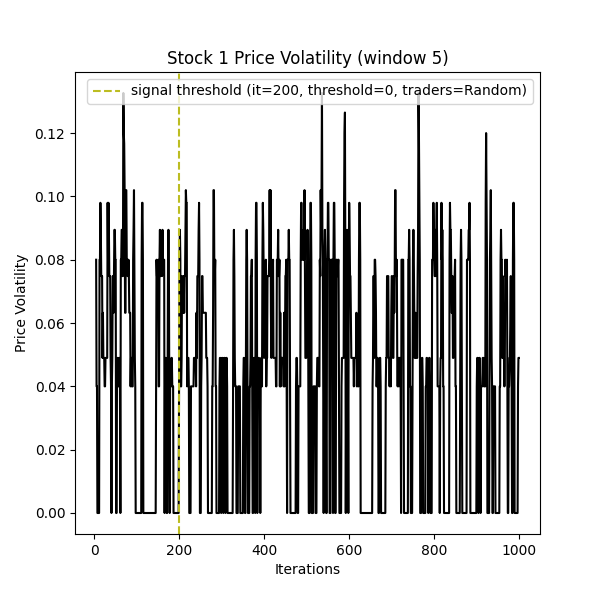 Stock 1 Price Volatility (window 5)
signal threshold (it=200, threshold=0, traders=Random)
0.12
0.10
0.08
0.06
0.04
0.02
0.00
Price Volatility
0 200 400 600 800 1000
Iterations